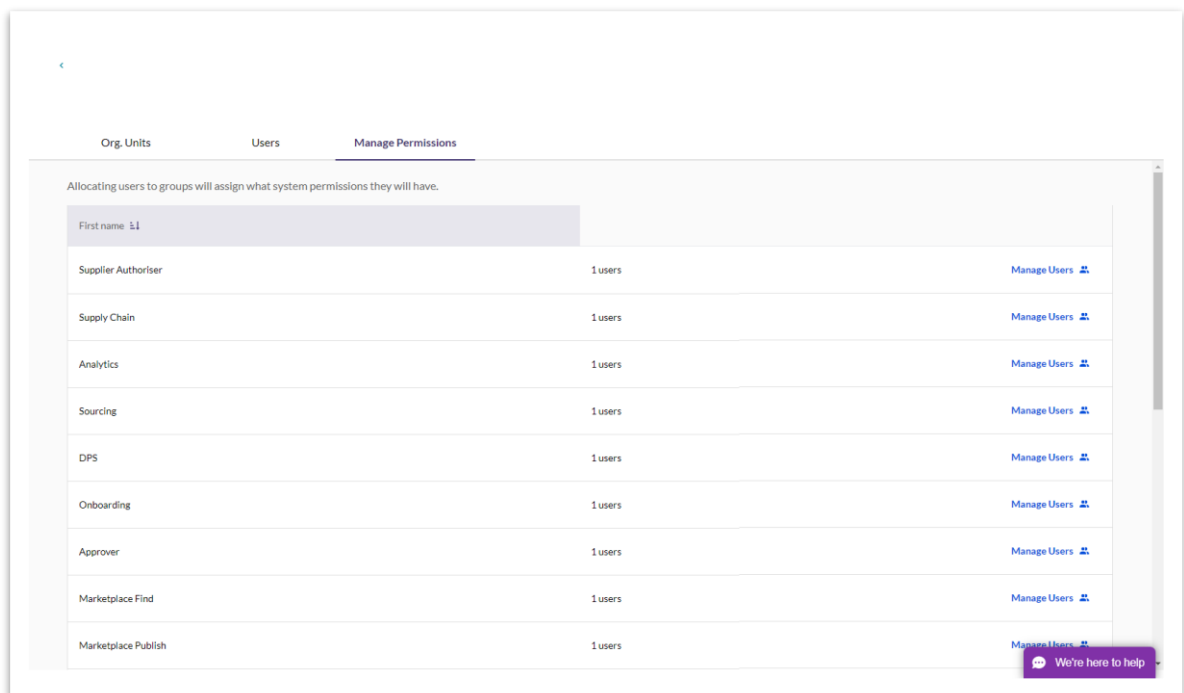 Org. Units Users Manage Permissions
Allocating users to groups will assign what system permissions they will have.
First name
Supplier Authoriser 1 users Manage Users
Supply Chain 1 users Manage Users
Analytics 1 users Manage Users
Sourcing 1 users Manage Users
DPS 1 users Manage Users
Onboarding 1 users Manage Users
Approver 1 users Manage Users
Marketplace Find 1 users Manage Users
Marketplace Publish 1 users Manage Users
We're here to help